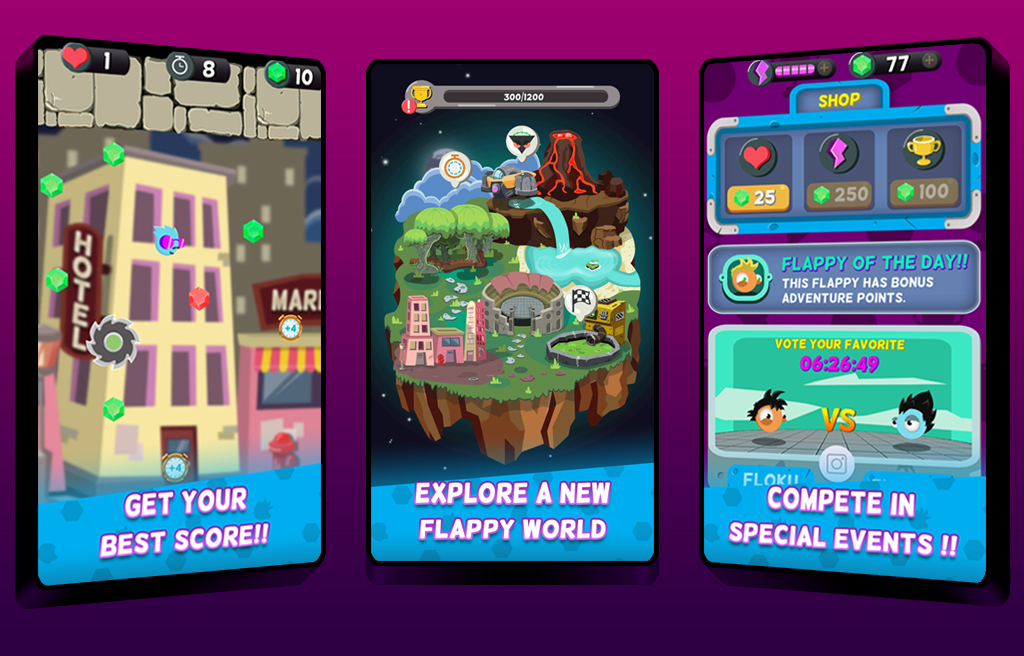 1
8
10
HOTEL
MAR
+4
+4
GET YOUR
BEST SCORE!!
300/1200
!
EXPLORE A NEW
FLAPPY WORLD
77
SHOP
25
250
100
FLAPPY OF THE DAY!!
THIS FLAPPY HAS BONUS
ADVENTURE POINTS.
VOTE YOUR FAVORITE
06:26:49
VS
FLOKU
COMPETE IN
SPECIAL EVENTS !!